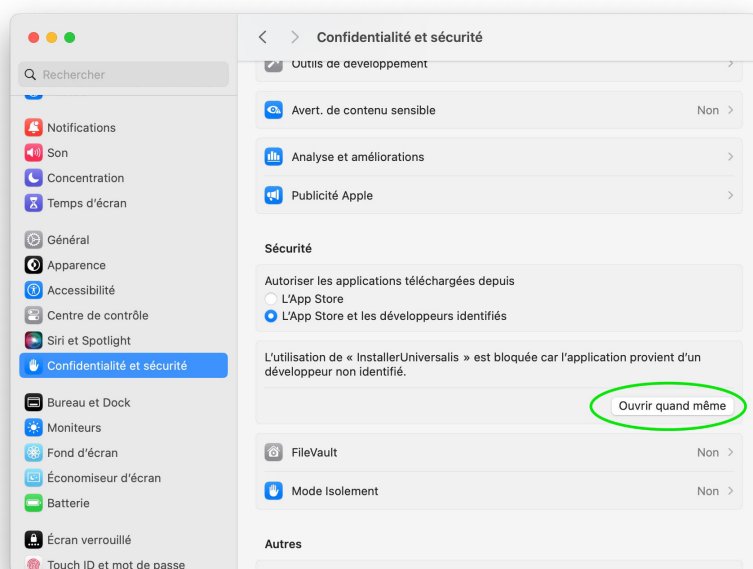 Confidentialité et sécurité
Rechercher
Notifications
Son
Concentration
Temps d'écran
Général
Apparence
Accessibilité
Centre de contrôle
Siri et Spotlight
Confidentialité et sécurité
Bureau et Dock
Moniteurs
Fond d'écran
Économiseur d'écran
Batterie
Écran verrouillé
Touch ID et mot de passe
Outils de développement
Avert. de contenu sensible Non
Analyse et améliorations
Publicité Apple
Sécurité
Autoriser les applications téléchargées depuis
L'App Store
L'App Store et les développeurs identifiés
L'utilisation de « InstallerUniversalis » est bloquée car l'application provient d'un
développeur non identifié.
Ouvrir quand même
FileVault Non
Mode Isolement Non
Autres